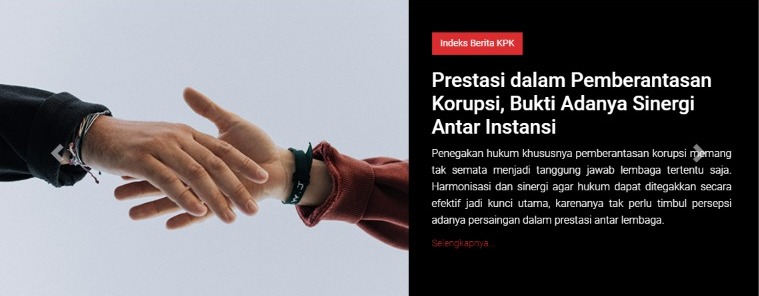 Indeks Berita KPK
Prestasi dalam Pemberantasan
Korupsi, Bukti Adanya Sinergi
Antar Instansi
Penegakan hukum khususnya pemberantasan korupsi memang
tak semata menjadi tanggung jawab lembaga tertentu saja.
Harmonisasi dan sinergi agar hukum dapat ditegakkan secara
efektif jadi kunci utama, karenanya tak perlu timbul persepsi
adanya persaingan dalam prestasi antar lembaga.
Selengkapnya...